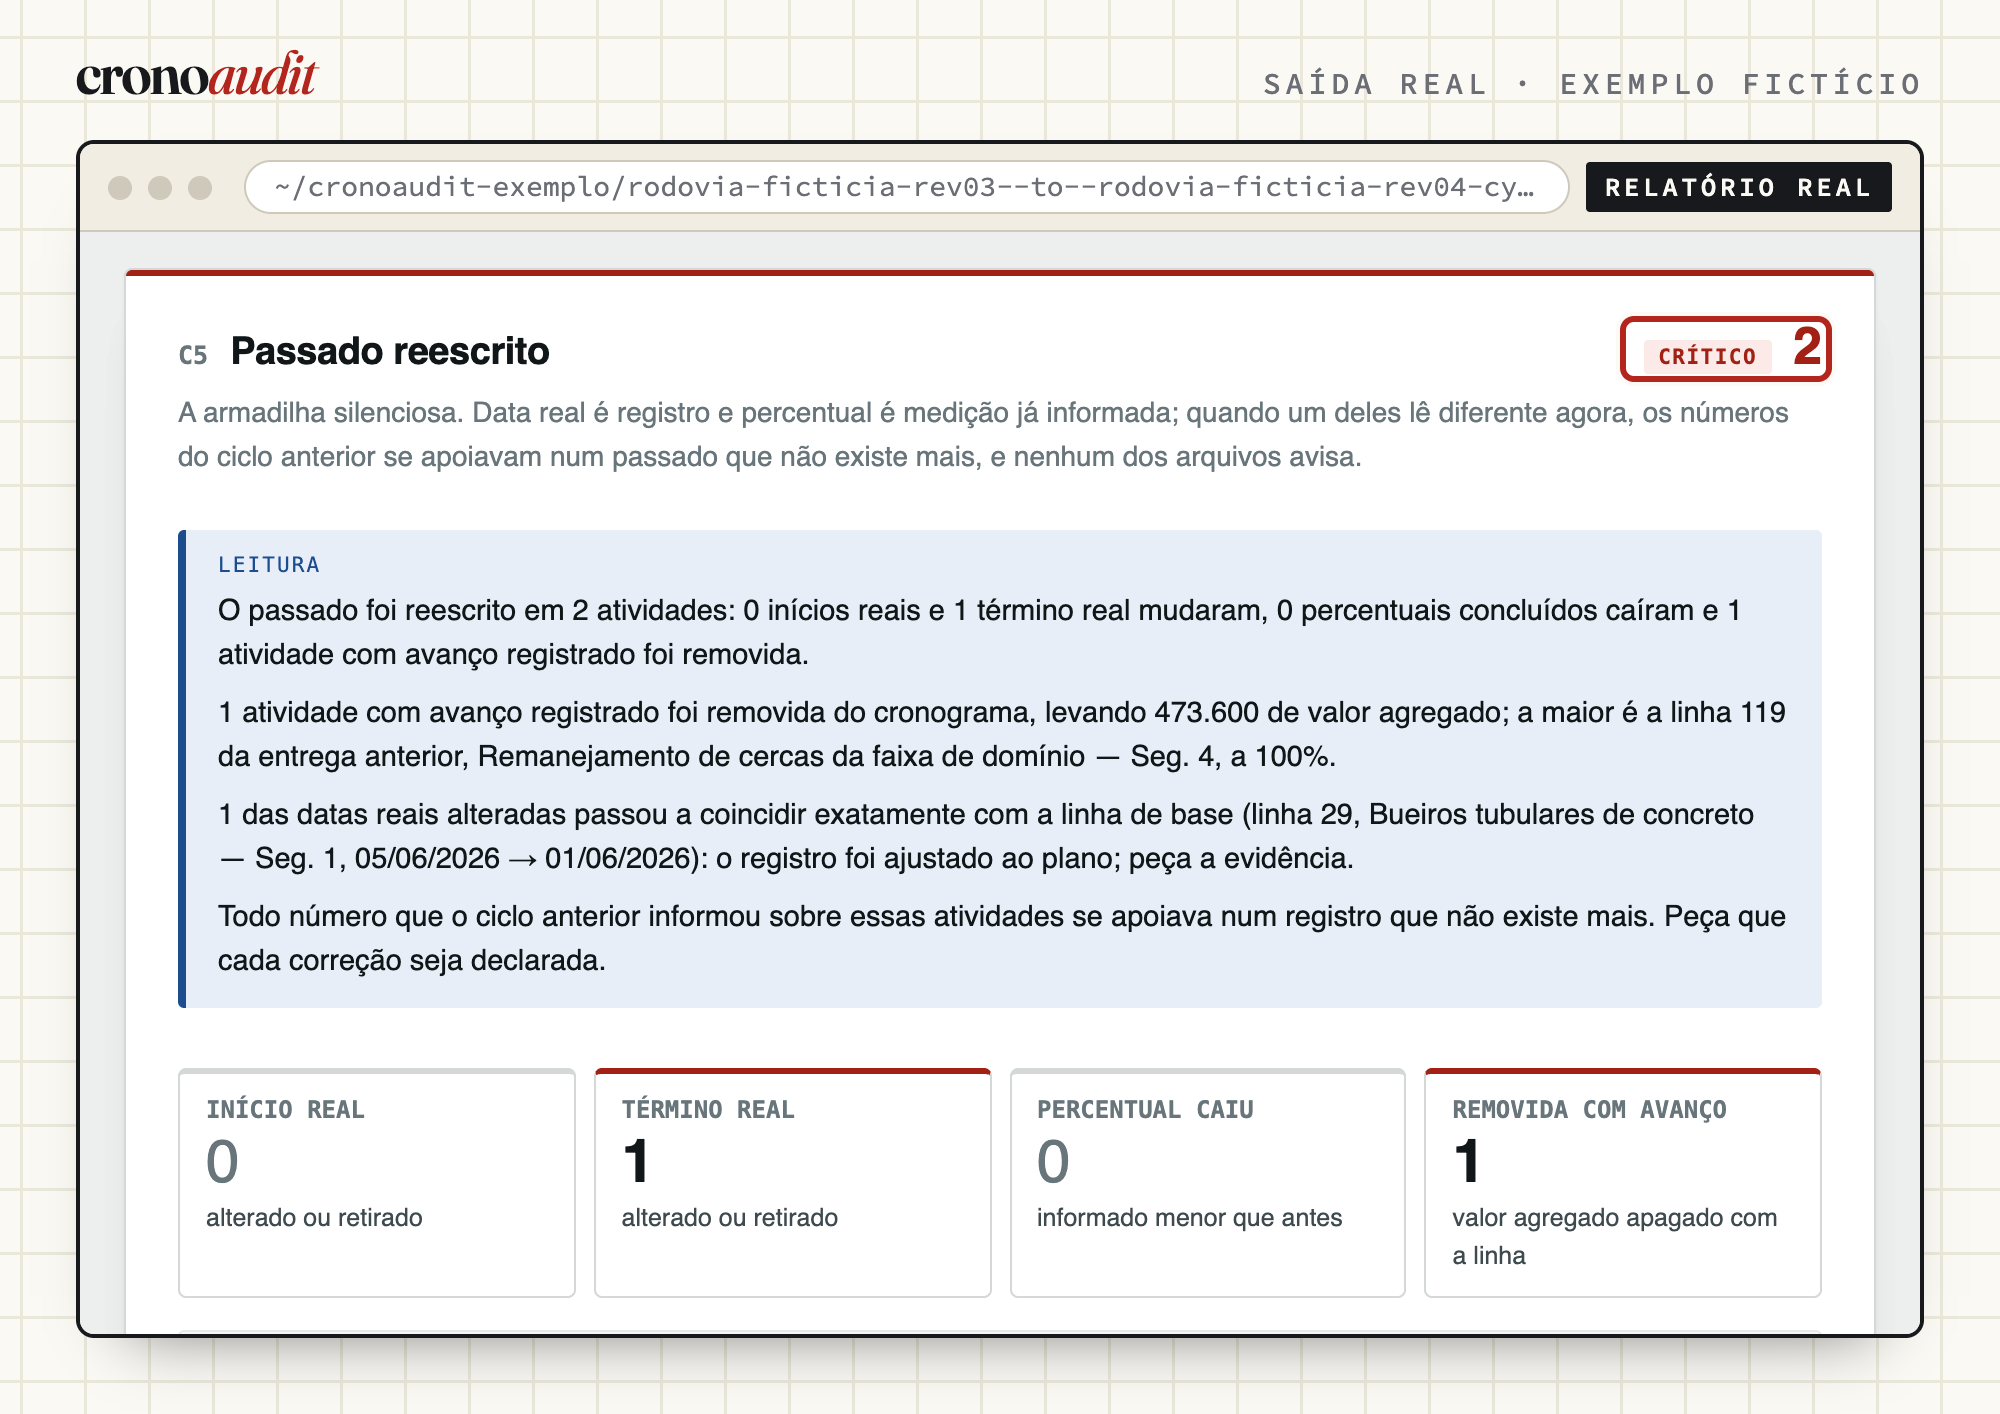 cronoaudit
SAÍDA REAL · EXEMPLO FICTÍCIO
~/cronoaudit-exemplo/rodovia-ficticia-rev03--to--rodovia-ficticia-rev04-cy…
RELATÓRIO REAL
C5 Passado reescrito
CRÍTICO 2
A armadilha silenciosa. Data real é registro e percentual é medição já informada; quando um deles lê diferente agora, os números
do ciclo anterior se apoiavam num passado que não existe mais, e nenhum dos arquivos avisa.
LEITURA
O passado foi reescrito em 2 atividades: 0 inícios reais e 1 término real mudaram, 0 percentuais concluídos caíram e 1
atividade com avanço registrado foi removida.
1 atividade com avanço registrado foi removida do cronograma, levando 473.600 de valor agregado; a maior é a linha 119
da entrega anterior, Remanejamento de cercas da faixa de domínio — Seg. 4, a 100%.
1 das datas reais alteradas passou a coincidir exatamente com a linha de base (linha 29, Bueiros tubulares de concreto
— Seg. 1, 05/06/2026 → 01/06/2026): o registro foi ajustado ao plano; peça a evidência.
Todo número que o ciclo anterior informou sobre essas atividades se apoiava num registro que não existe mais. Peça que
cada correção seja declarada.
INÍCIO REAL
0
alterado ou retirado
TÉRMINO REAL
1
alterado ou retirado
PERCENTUAL CAIU
0
informado menor que antes
REMOVIDA COM AVANÇO
1
valor agregado apagado com
a linha